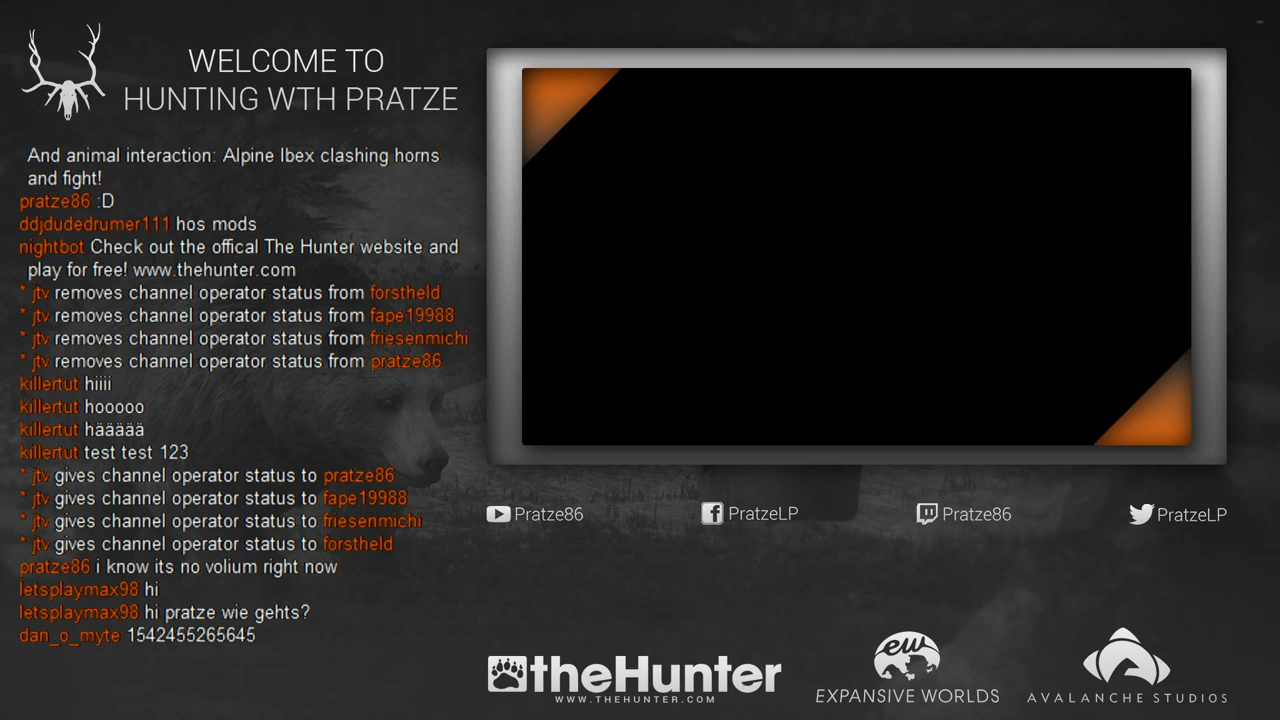 WELCOME TO
HUNTING WTH PRATZE
And animal interaction: Alpine Ibex clashing horns
and fight!
pratze86 :D
ddjdudedrumer111 hos mods
nightbot Check out the offical The Hunter website and
play for free! www.thehunter.com
* jtv removes channel operator status from forstheld
* jtv removes channel operator status from fape19988
* jtv removes channel operator status from friesenmichi
* jtv removes channel operator status from pratze86
killertut hiiii
killertut hooooo
killertut häääää
killertut test test 123
* jtv gives channel operator status to pratze86
* jtv gives channel operator status to fape19988
* jtv gives channel operator status to friesenmichi
* jtv gives channel operator status to forstheld
pratze86 i know its no volium right now
letsplaymax98 hi
letsplaymax98 hi pratze wie gehts?
dan_o_myte 1542455265645
Pratze86
PratzeLP
Pratze86
PratzeLP
theHunter
WWW.THEHUNTER.COM
ew
EXPANSIVE WORLDS
AVALANCHE STUDIOS